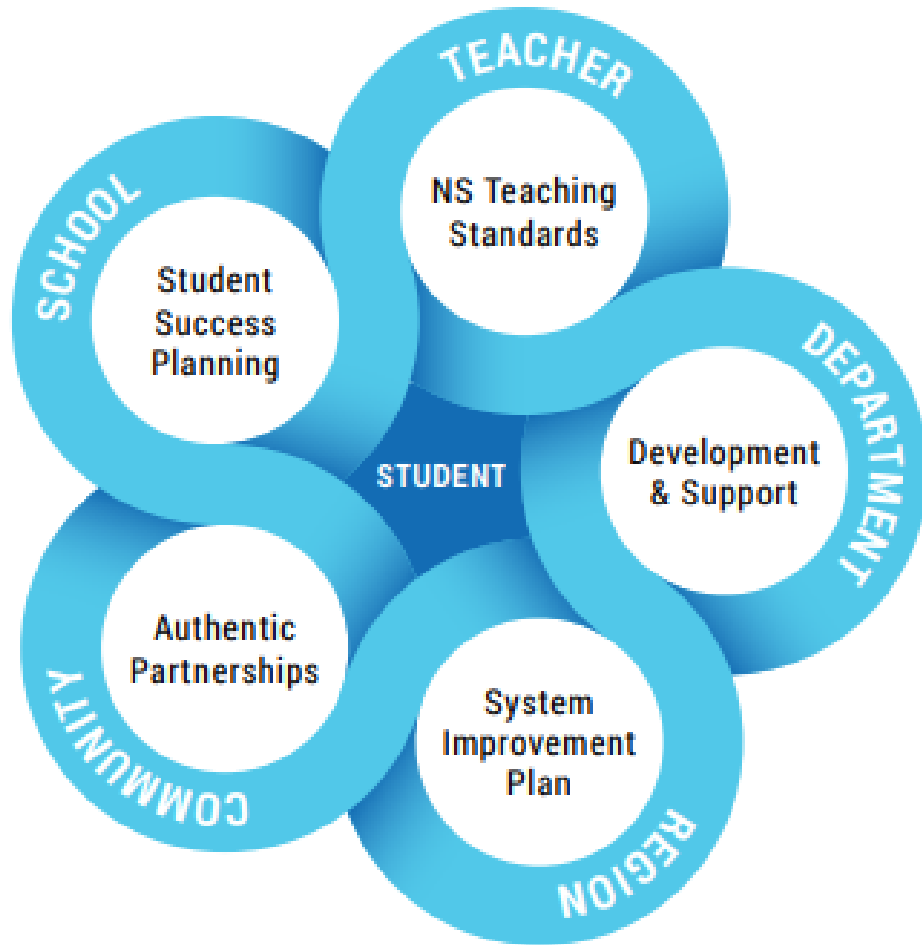 TEACHER
NS Teaching
Standards
SCHOOL
Student
Success
Planning
DEPARTMENT
Development
& Support
STUDENT
Authentic
Partnerships
COMMUNITY
System
Improvement
Plan
REGION